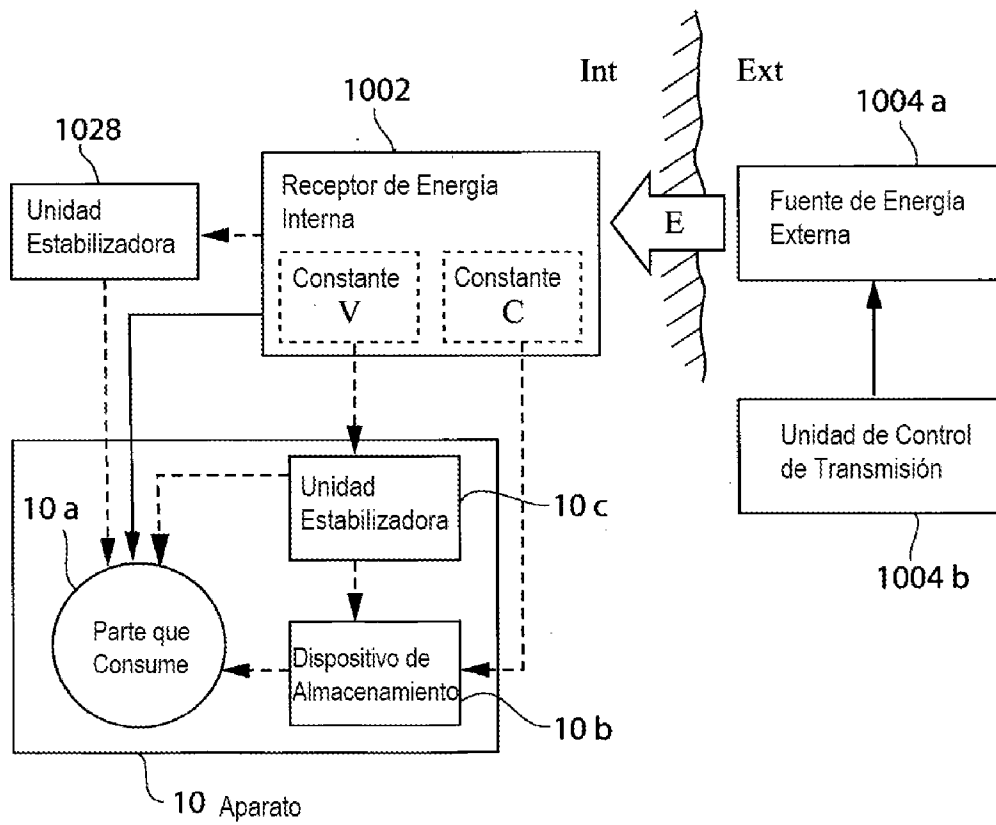 Int
Ext
1002
1004 a
1028
Receptor de Energía
Interna
Fuente de Energía
Externa
Unidad
Estabilizadora
E
Constante
V
Constante
C
Unidad de Control
de Transmisión
1004 b
10 a
Unidad
Estabilizadora
10 c
Parte que
Consume
Dispositivo de
Almacenamiento
10 b
10 Aparato